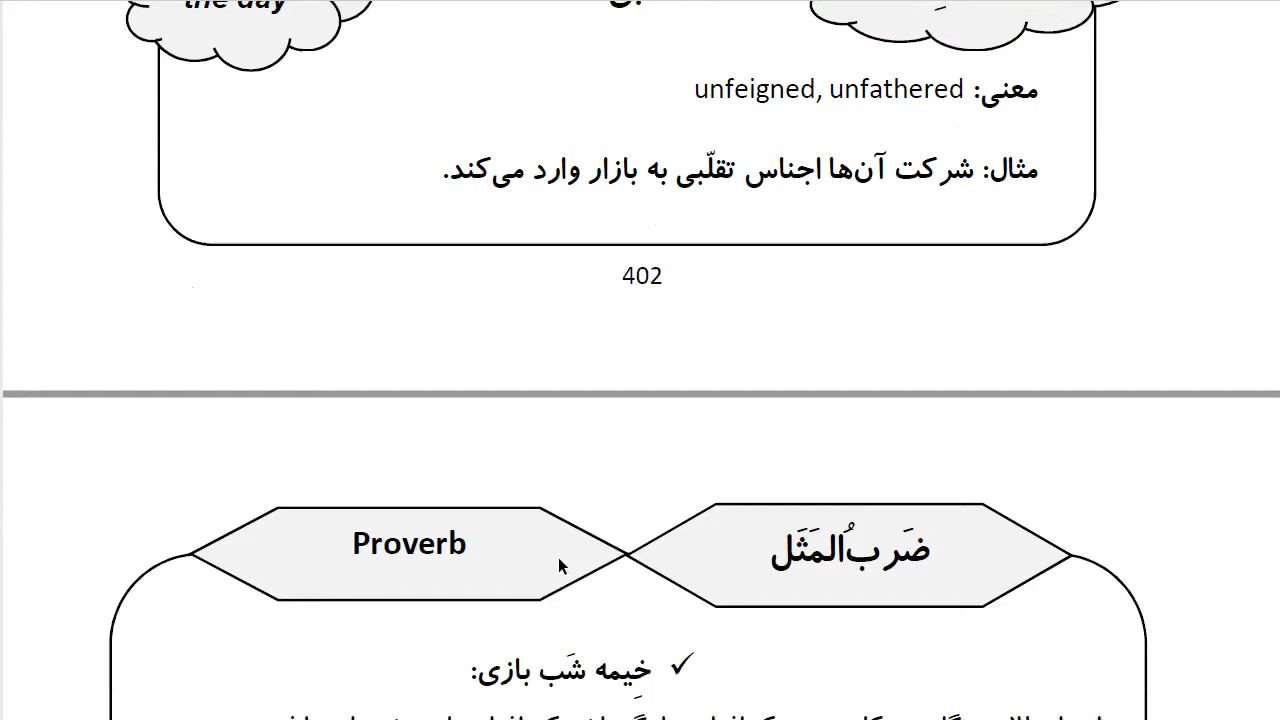 the day
معنی: unfeigned, unfathered
مثال: شرکت آن‌ها اجناس تقلّبی به بازار وارد می‌کند.
402
Proverb
ضَربُ‌المَثَل
✓ خِیمه شَب بازی: